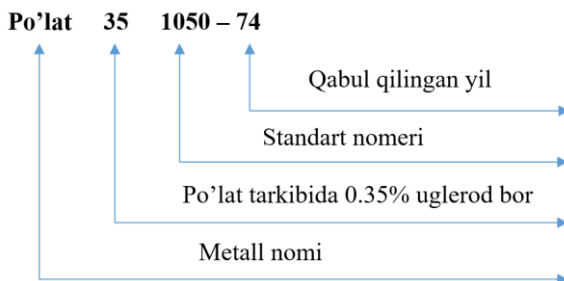 Po’lat 35 1050 – 74
Qabul qilingan yil
Standart nomeri
Po’lat tarkibida 0.35% uglerod bor
Metall nomi